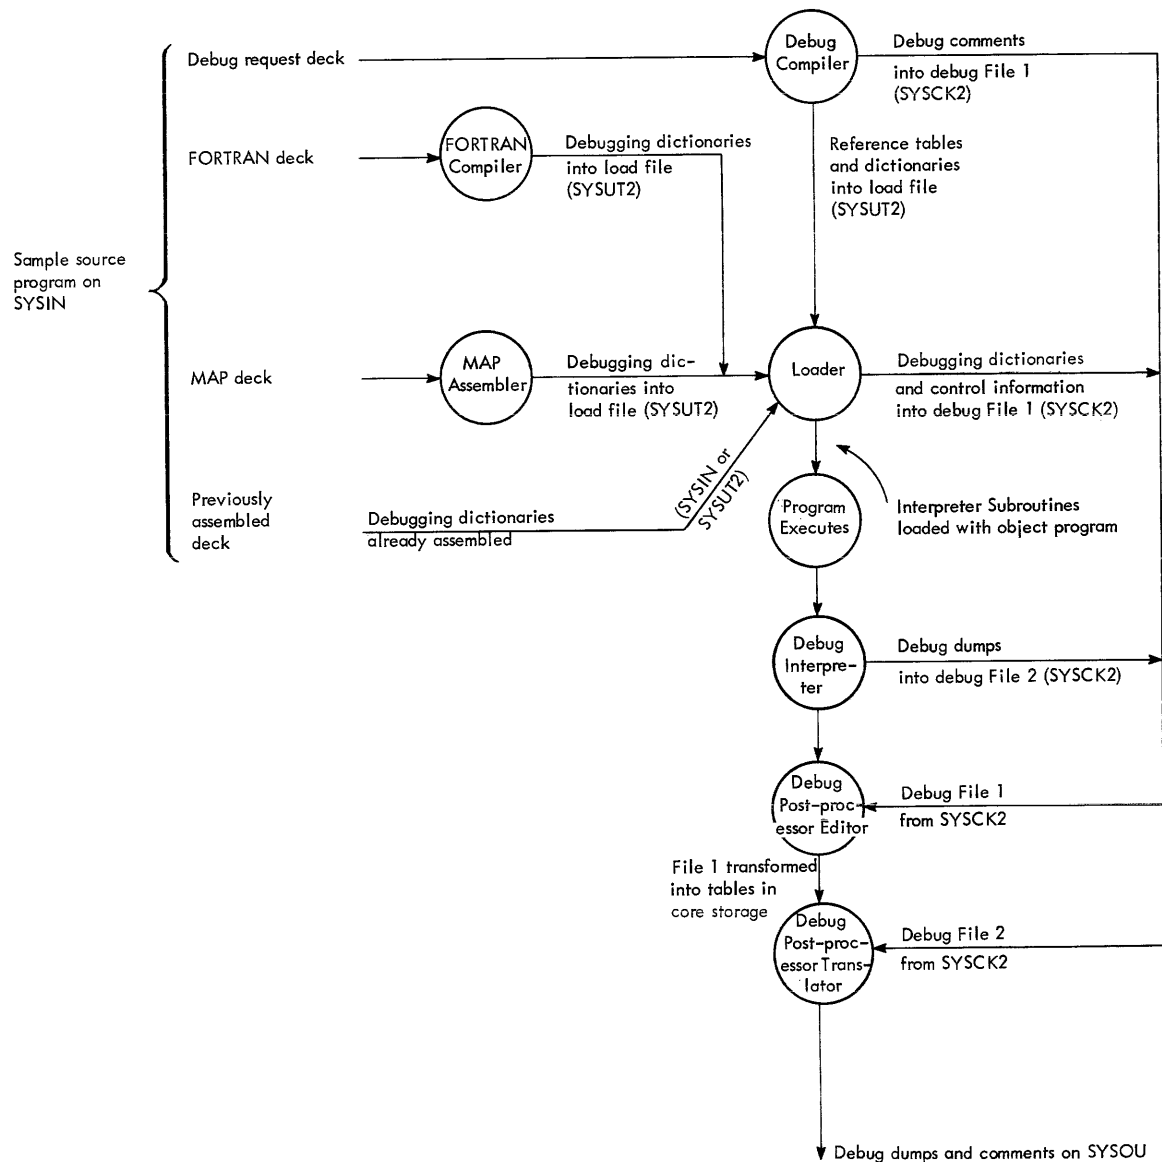 Debug request deck
Debug
Compiler
Debug comments
into debug File 1
(SYSCK2)
FORTRAN deck
FORTRAN
Compiler
Debugging dictionaries
into load file
(SYSUT2)
Reference tables
and dictionaries
into load file
(SYSUT2)
Sample source
program on
SYSIN
MAP deck
MAP
Assembler
Debugging dic-
tionaries into
load file (SYSUT2)
Loader
Debugging dictionaries
and control information
into debug File 1 (SYSCK2)
Previously
assembled
deck
Debugging dictionaries
already assembled
(SYSIN or
SYSUT2)
Program
Executes
Interpreter Subroutines
loaded with object program
Debug
Interpre-
ter
Debug dumps
into debug File 2 (SYSCK2)
Debug
Post-proc-
essor Editor
Debug File 1
from SYSCK2
File 1 transformed
into tables in
core storage
Debug
Post-proc-
essor Trans-
lator
Debug File 2
from SYSCK2
Debug dumps and comments on SYSOU